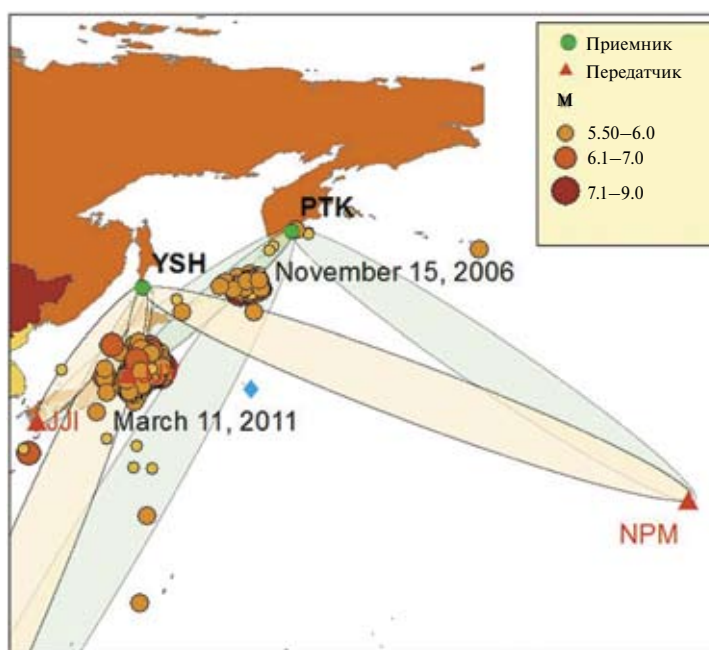 Приемник
Передатчик
М
5.50–6.0
6.1–7.0
7.1–9.0
PTK
YSH
November 15, 2006
March 11, 2011
JJI
NPM